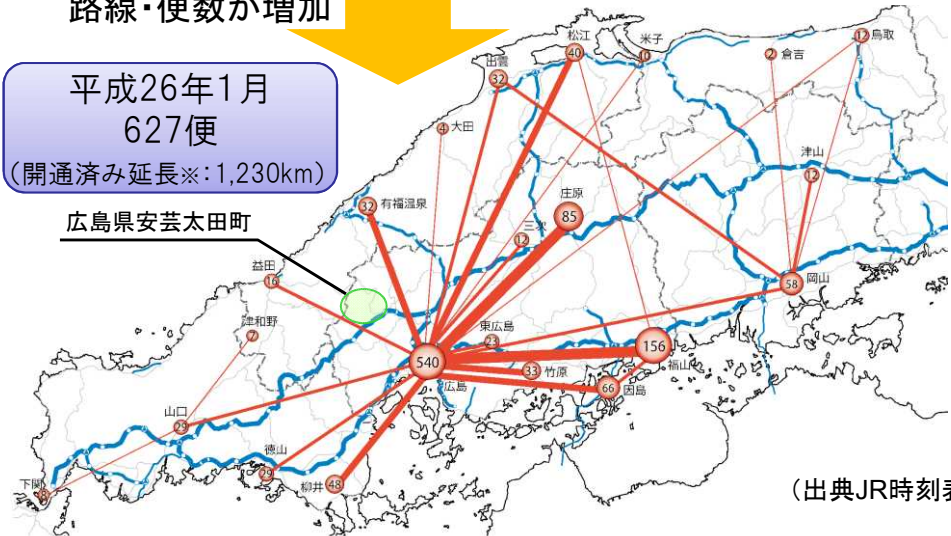 路線・便数が増加
平成26年1月
627便
(開通済み延長※:1,230km)
広島県安芸太田町
松江
40
米子
10
倉吉
2
鳥取
12
出雲
32
大田
4
津山
12
庄原
85
有福温泉
32
三次
12
益田
16
岡山
58
津和野
7
東広島
23
540
広島
竹原
33
156
福山
66
因島
山口
29
徳山
29
柳井
48
下関
8
(出典JR時刻表